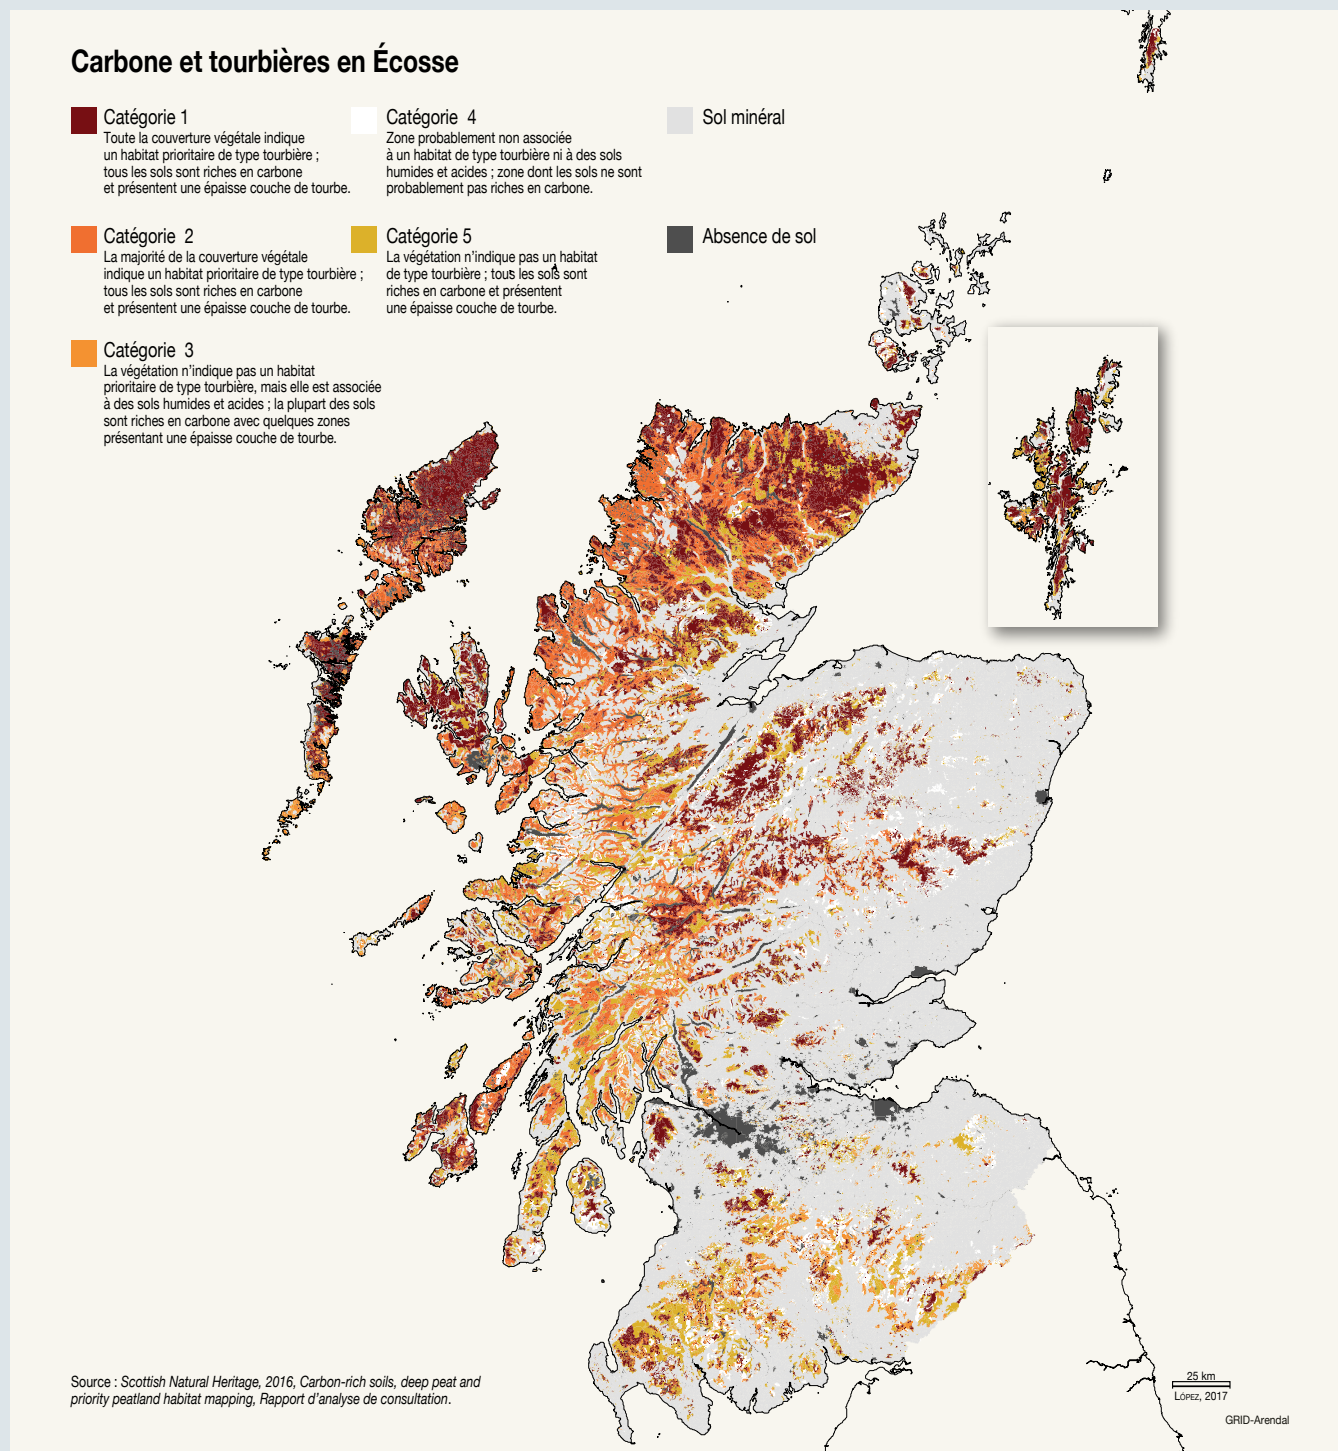 Carbone et tourbières en Écosse
Catégorie 1
Toute la couverture végétale indique
un habitat prioritaire de type tourbière ;
tous les sols sont riches en carbone
et présentent une épaisse couche de tourbe.
Catégorie 2
La majorité de la couverture végétale
indique un habitat prioritaire de type tourbière ;
tous les sols sont riches en carbone
et présentent une épaisse couche de tourbe.
Catégorie 3
La végétation n'indique pas un habitat
prioritaire de type tourbière, mais elle est associée
à des sols humides et acides ; la plupart des sols
sont riches en carbone avec quelques zones
présentant une épaisse couche de tourbe.
Catégorie 4
Zone probablement non associée
à un habitat de type tourbière ni à des sols
humides et acides ; zone dont les sols ne sont
probablement pas riches en carbone.
Catégorie 5
La végétation n'indique pas un habitat
de type tourbière ; tous les sols sont
riches en carbone et présentent
une épaisse couche de tourbe.
Sol minéral
Absence de sol
Source : Scottish Natural Heritage, 2016, Carbon-rich soils, deep peat and
priority peatland habitat mapping, Rapport d'analyse de consultation.
25 km
López, 2017
GRID-Arendal